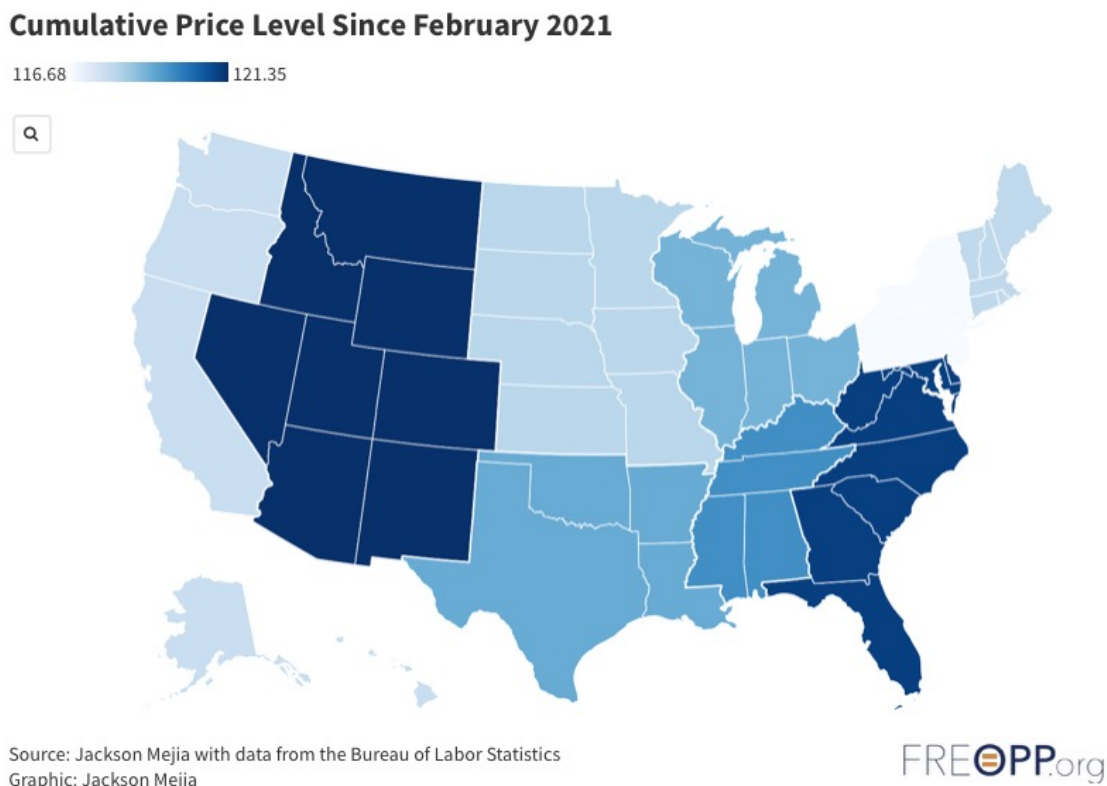 Cumulative Price Level Since February 2021
116.68 121.35
Source: Jackson Mejia with data from the Bureau of Labor Statistics
Graphic: Jackson Mejia
FREOPP.org